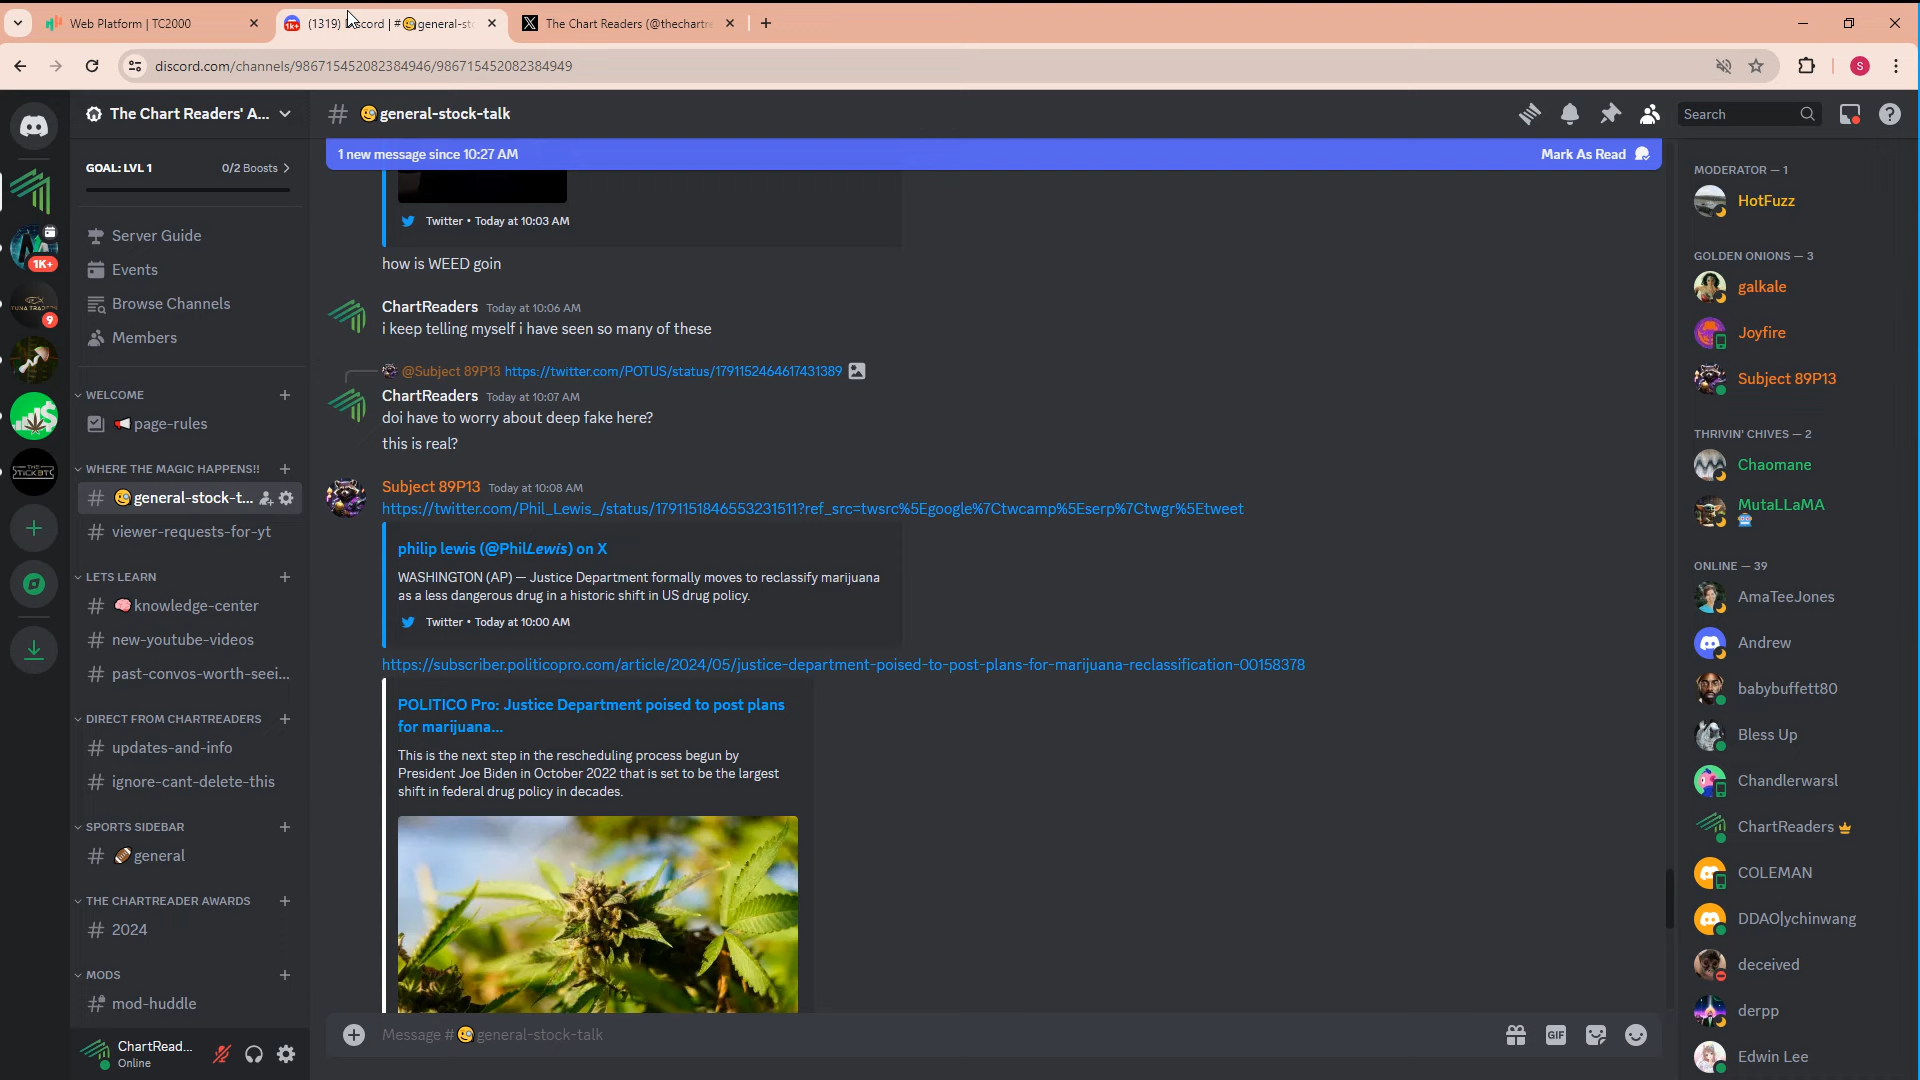 Web Platform | TC2000
(1319) Discord | #general-st
The Chart Readers (@thechartre
discord.com/channels/986715452082384946/986715452082384949
The Chart Readers' A...
general-stock-talk
Search
GOAL: LVL 1
0/2 Boosts
1 new message since 10:27 AM
Mark As Read
Server Guide
Events
Browse Channels
Members
WELCOME
page-rules
WHERE THE MAGIC HAPPENS!!
general-stock-t...
viewer-requests-for-yt
LETS LEARN
knowledge-center
new-youtube-videos
past-convos-worth-seei...
DIRECT FROM CHARTREADERS
updates-and-info
ignore-cant-delete-this
SPORTS SIDEBAR
general
THE CHARTREADER AWARDS
2024
MODS
mod-huddle
ChartRead...
Online
1K+
9
Twitter • Today at 10:03 AM
how is WEED goin
ChartReaders Today at 10:06 AM
i keep telling myself i have seen so many of these
@Subject 89P13 https://twitter.com/POTUS/status/1791152464617431389
ChartReaders Today at 10:07 AM
doi have to worry about deep fake here?
this is real?
Subject 89P13 Today at 10:08 AM
https://twitter.com/Phil_Lewis_/status/1791151846553231511?ref_src=twsrc%5Egoogle%7Ctwcamp%5Eserp%7Ctwgr%5Etweet
philip lewis (@PhilLewis) on X
WASHINGTON (AP) — Justice Department formally moves to reclassify marijuana
as a less dangerous drug in a historic shift in US drug policy.
Twitter • Today at 10:00 AM
https://subscriber.politicopro.com/article/2024/05/justice-department-poised-to-post-plans-for-marijuana-reclassification-00158378
POLITICO Pro: Justice Department poised to post plans
for marijuana...
This is the next step in the rescheduling process begun by
President Joe Biden in October 2022 that is set to be the largest
shift in federal drug policy in decades.
Message #general-stock-talk
GIF
MODERATOR — 1
HotFuzz
GOLDEN ONIONS — 3
galkale
Joyfire
Subject 89P13
THRIVIN' CHIVES — 2
Chaomane
MutaLLaMA
ONLINE — 39
AmaTeeJones
Andrew
babybuffett80
Bless Up
Chandlerwarsl
ChartReaders
COLEMAN
DDAO|ychinwang
deceived
derpp
Edwin Lee